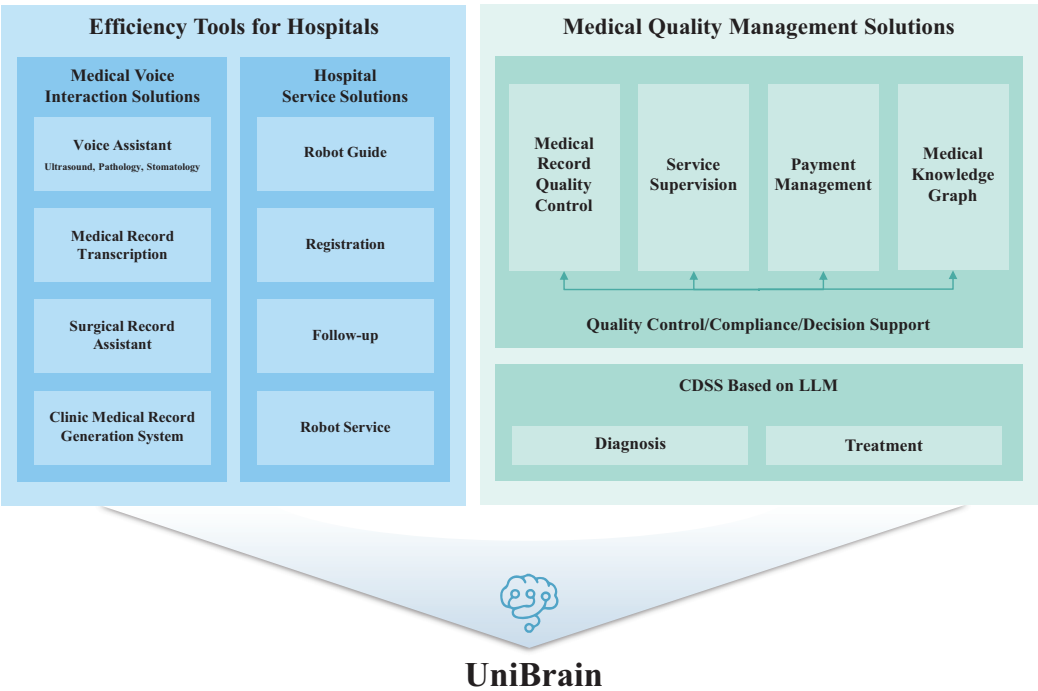 Efficiency Tools for Hospitals
Medical Voice
Interaction Solutions
Voice Assistant
Ultrasound, Pathology, Stomatology
Medical Record
Transcription
Surgical Record
Assistant
Clinic Medical Record
Generation System
Hospital
Service Solutions
Robot Guide
Registration
Follow-up
Robot Service
Medical Quality Management Solutions
Medical
Record
Quality
Control
Service
Supervision
Payment
Management
Medical
Knowledge
Graph
Quality Control/Compliance/Decision Support
CDSS Based on LLM
Diagnosis
Treatment
UniBrain